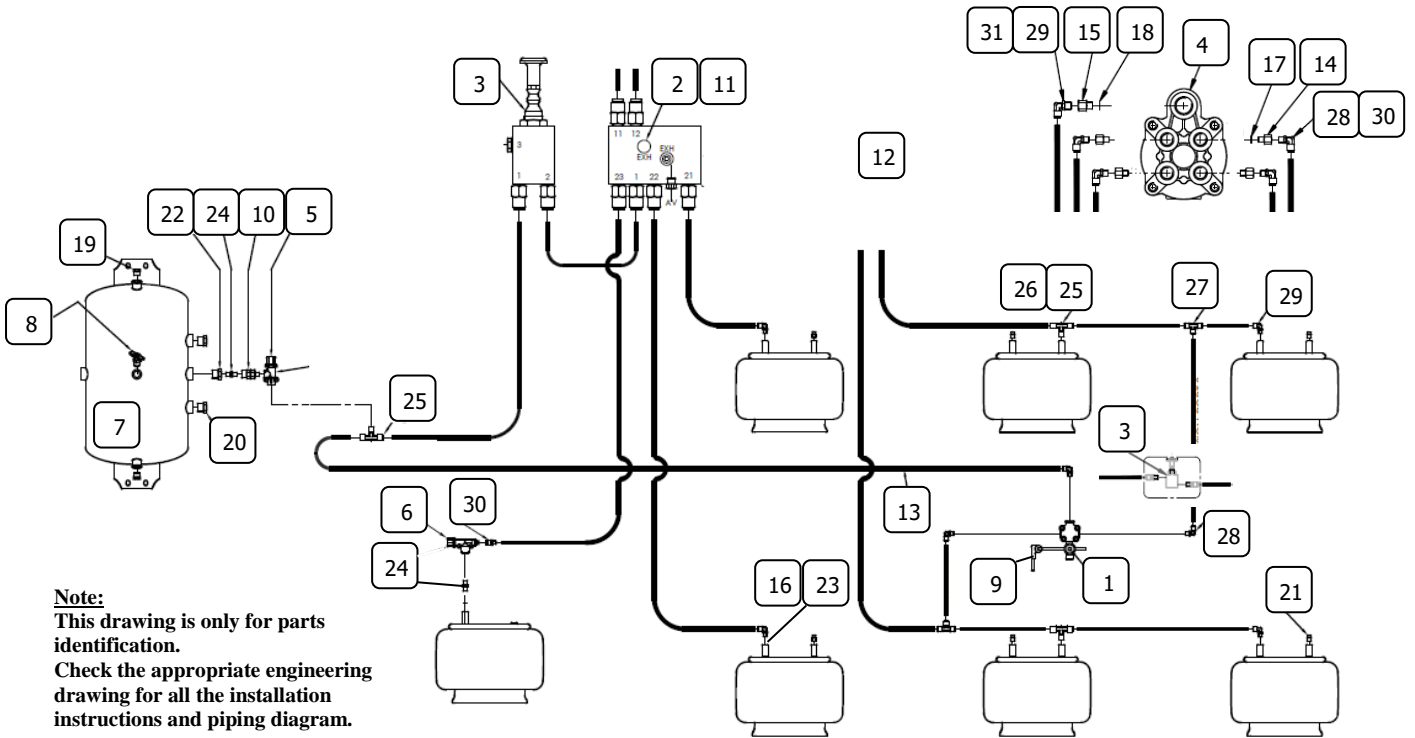 31 29 15 18 4
17 14
28 30
3
2 11
12
11 12
3
EXH
EXH
1 2
23 1 22 21
AV
22 24 10 5
19
8
26 25
27
29
7
25
20
3
6
30
13
28
24
9
1
16 23
21
Note:
This drawing is only for parts
identification.
Check the appropriate engineering
drawing for all the installation
instructions and piping diagram.